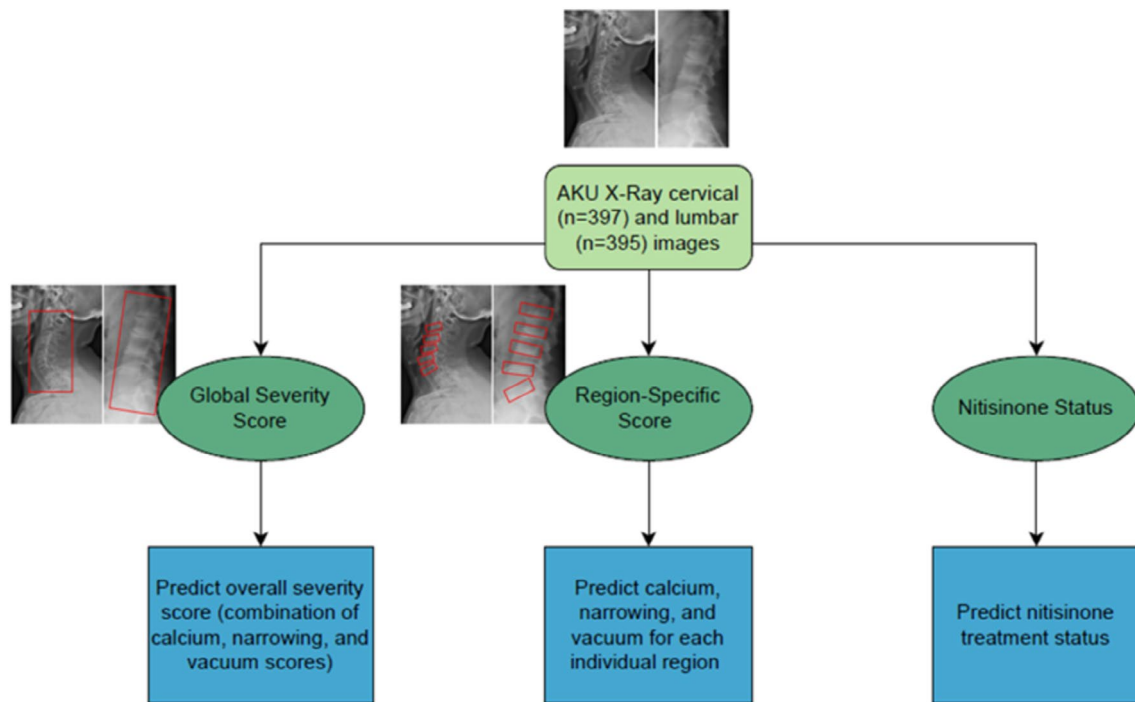 AKU X-Ray cervical
(n=397) and lumbar
(n=395) images
Global Severity
Score
Region-Specific
Score
Nitisinone Status
Predict overall severity
score (combination of
calcium, narrowing, and
vacuum scores)
Predict calcium,
narrowing, and
vacuum for each
individual region
Predict nitisinone
treatment status